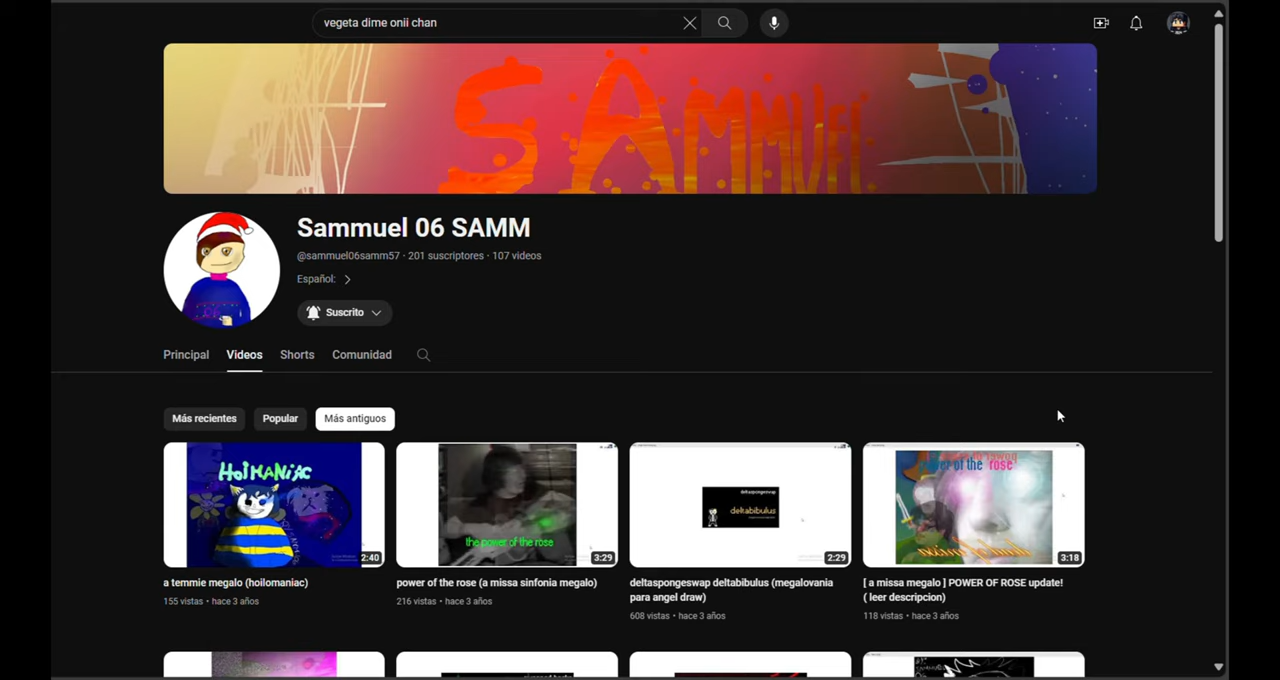 vegeta dime onii chan
SAMMUEL
Sammuel 06 SAMM
@sammuel06samm57 · 201 suscriptores · 107 videos
Español:
Suscrito
Principal
Videos
Shorts
Comunidad
Más recientes
Popular
Más antiguos
HOiMANiAC
2:40
the power of the rose
3:29
deltaspongeswap
deltabibulus
2:29
power of the rose
3:18
a temmie megalo (hoilomaniac)
155 vistas • hace 3 años
power of the rose (a missa sinfonia megalo)
216 vistas • hace 3 años
deltaspongeswap deltabibulus (megalovania
para angel draw)
608 vistas • hace 3 años
[ a missa megalo ] POWER OF ROSE update!
( leer descripcion)
118 vistas • hace 3 años